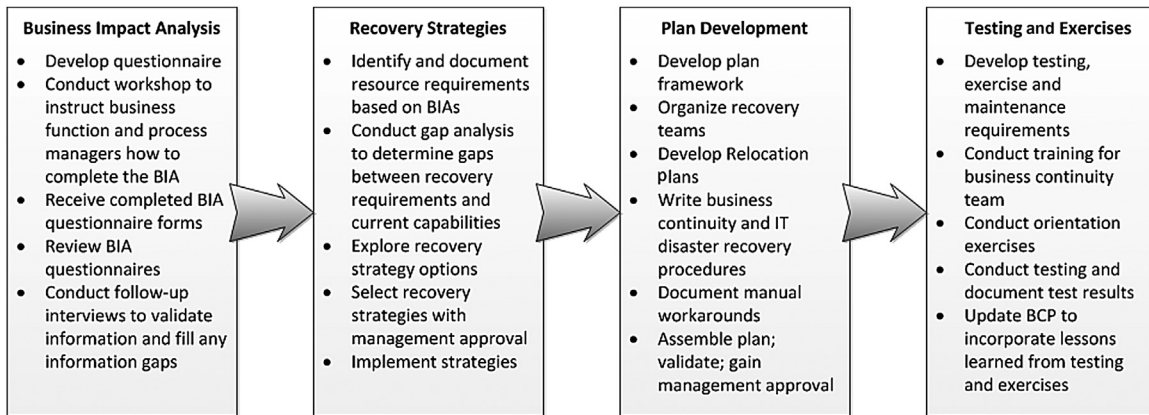 Business Impact Analysis
• Develop questionnaire
• Conduct workshop to
instruct business
function and process
managers how to
complete the BIA
• Receive completed BIA
questionnaire forms
• Review BIA
questionnaires
• Conduct follow-up
interviews to validate
information and fill any
information gaps
Recovery Strategies
• Identify and document
resource requirements
based on BIAs
• Conduct gap analysis
to determine gaps
between recovery
requirements and
current capabilities
• Explore recovery
strategy options
• Select recovery
strategies with
management approval
• Implement strategies
Plan Development
• Develop plan
framework
• Organize recovery
teams
• Develop Relocation
plans
• Write business
continuity and IT
disaster recovery
procedures
• Document manual
workarounds
• Assemble plan;
validate; gain
management approval
Testing and Exercises
• Develop testing,
exercise and
maintenance
requirements
• Conduct training for
business continuity
team
• Conduct orientation
exercises
• Conduct testing and
document test results
• Update BCP to
incorporate lessons
learned from testing
and exercises